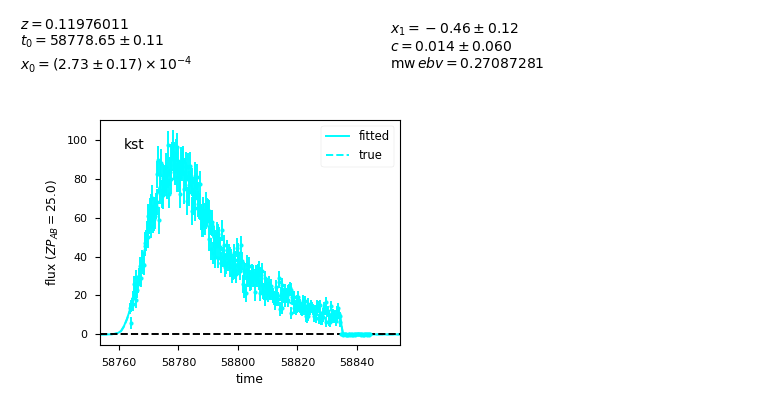 z = 0.11976011
t₀ = 58778.65 ± 0.11
x₀ = (2.73 ± 0.17) × 10⁻⁴
x₁ = −0.46 ± 0.12
c = 0.014 ± 0.060
mw ebv = 0.27087281
kst
fitted
true
100
80
60
40
20
0
flux (ZP_AB = 25.0)
58760 58780 58800 58820 58840
time